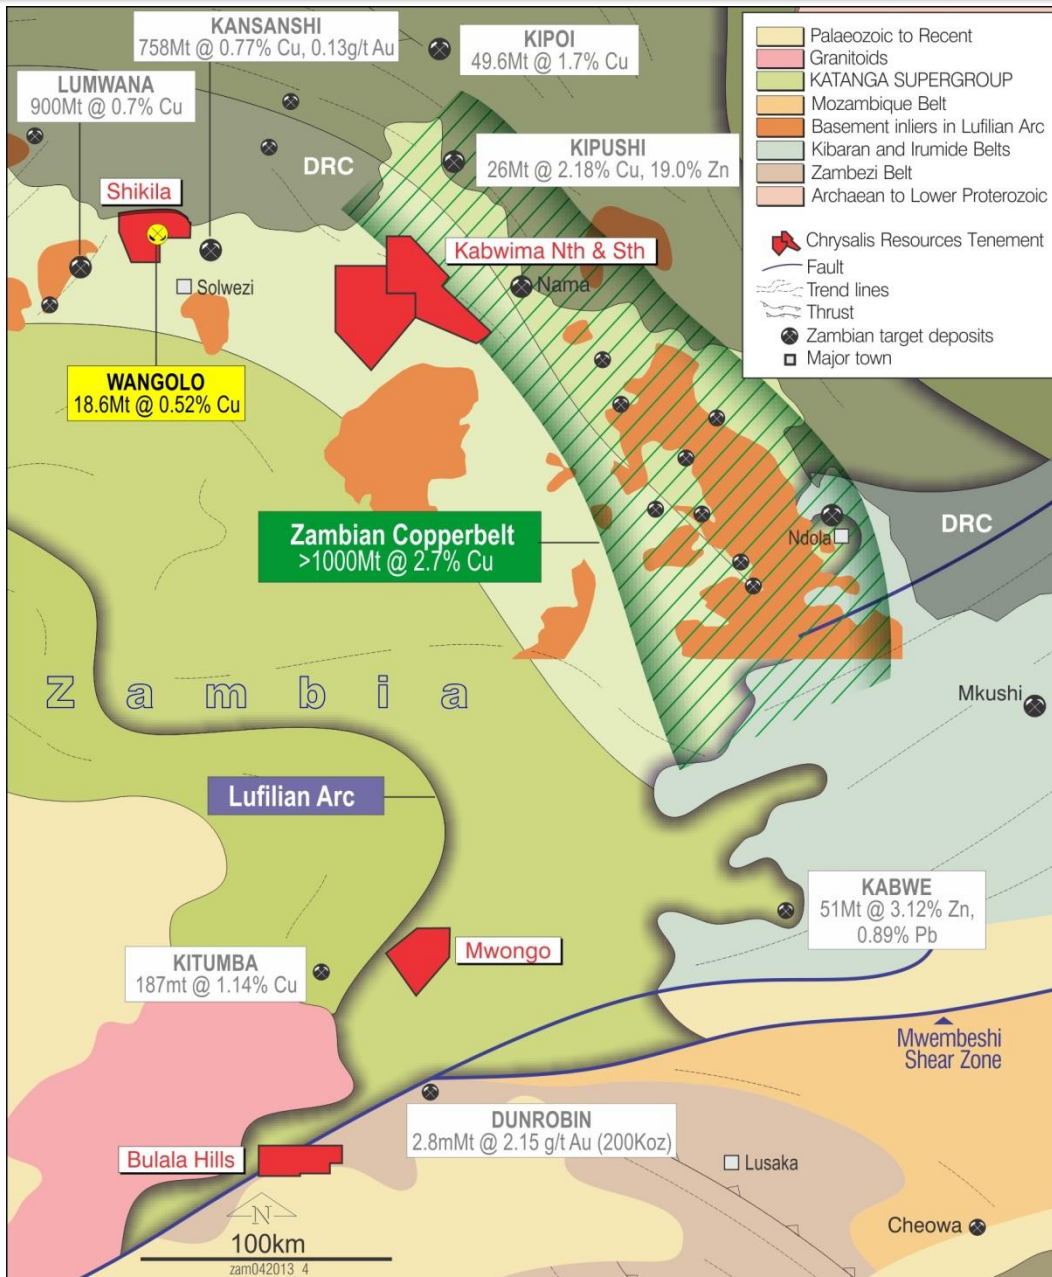 KANSANSHI
758Mt @ 0.77% Cu, 0.13g/t Au
KIPOI
49.6Mt @ 1.7% Cu
LUMWANA
900Mt @ 0.7% Cu
DRC
KIPUSHI
26Mt @ 2.18% Cu, 19.0% Zn
Palaeozoic to Recent
Granitoids
KATANGA SUPERGROUP
Mozambique Belt
Basement inliers in Lufilian Arc
Kibaran and Irumide Belts
Zambezi Belt
Archaean to Lower Proterozoic
Chrysalis Resources Tenement
Fault
Trend lines
Thrust
Zambian target deposits
Major town
Shikila
Solwezi
Kabwima Nth & Sth
Nama
WANGOLO
18.6Mt @ 0.52% Cu
Zambian Copperbelt
>1000Mt @ 2.7% Cu
Ndola
DRC
Zambia
Mkushi
Lufilian Arc
KABWE
51Mt @ 3.12% Zn,
0.89% Pb
Mwongo
KITUMBA
187mt @ 1.14% Cu
Mwembeshi
Shear Zone
DUNROBIN
2.8mMt @ 2.15 g/t Au (200Koz)
Bulala Hills
Lusaka
Cheowa
N
100km
zam042013_4